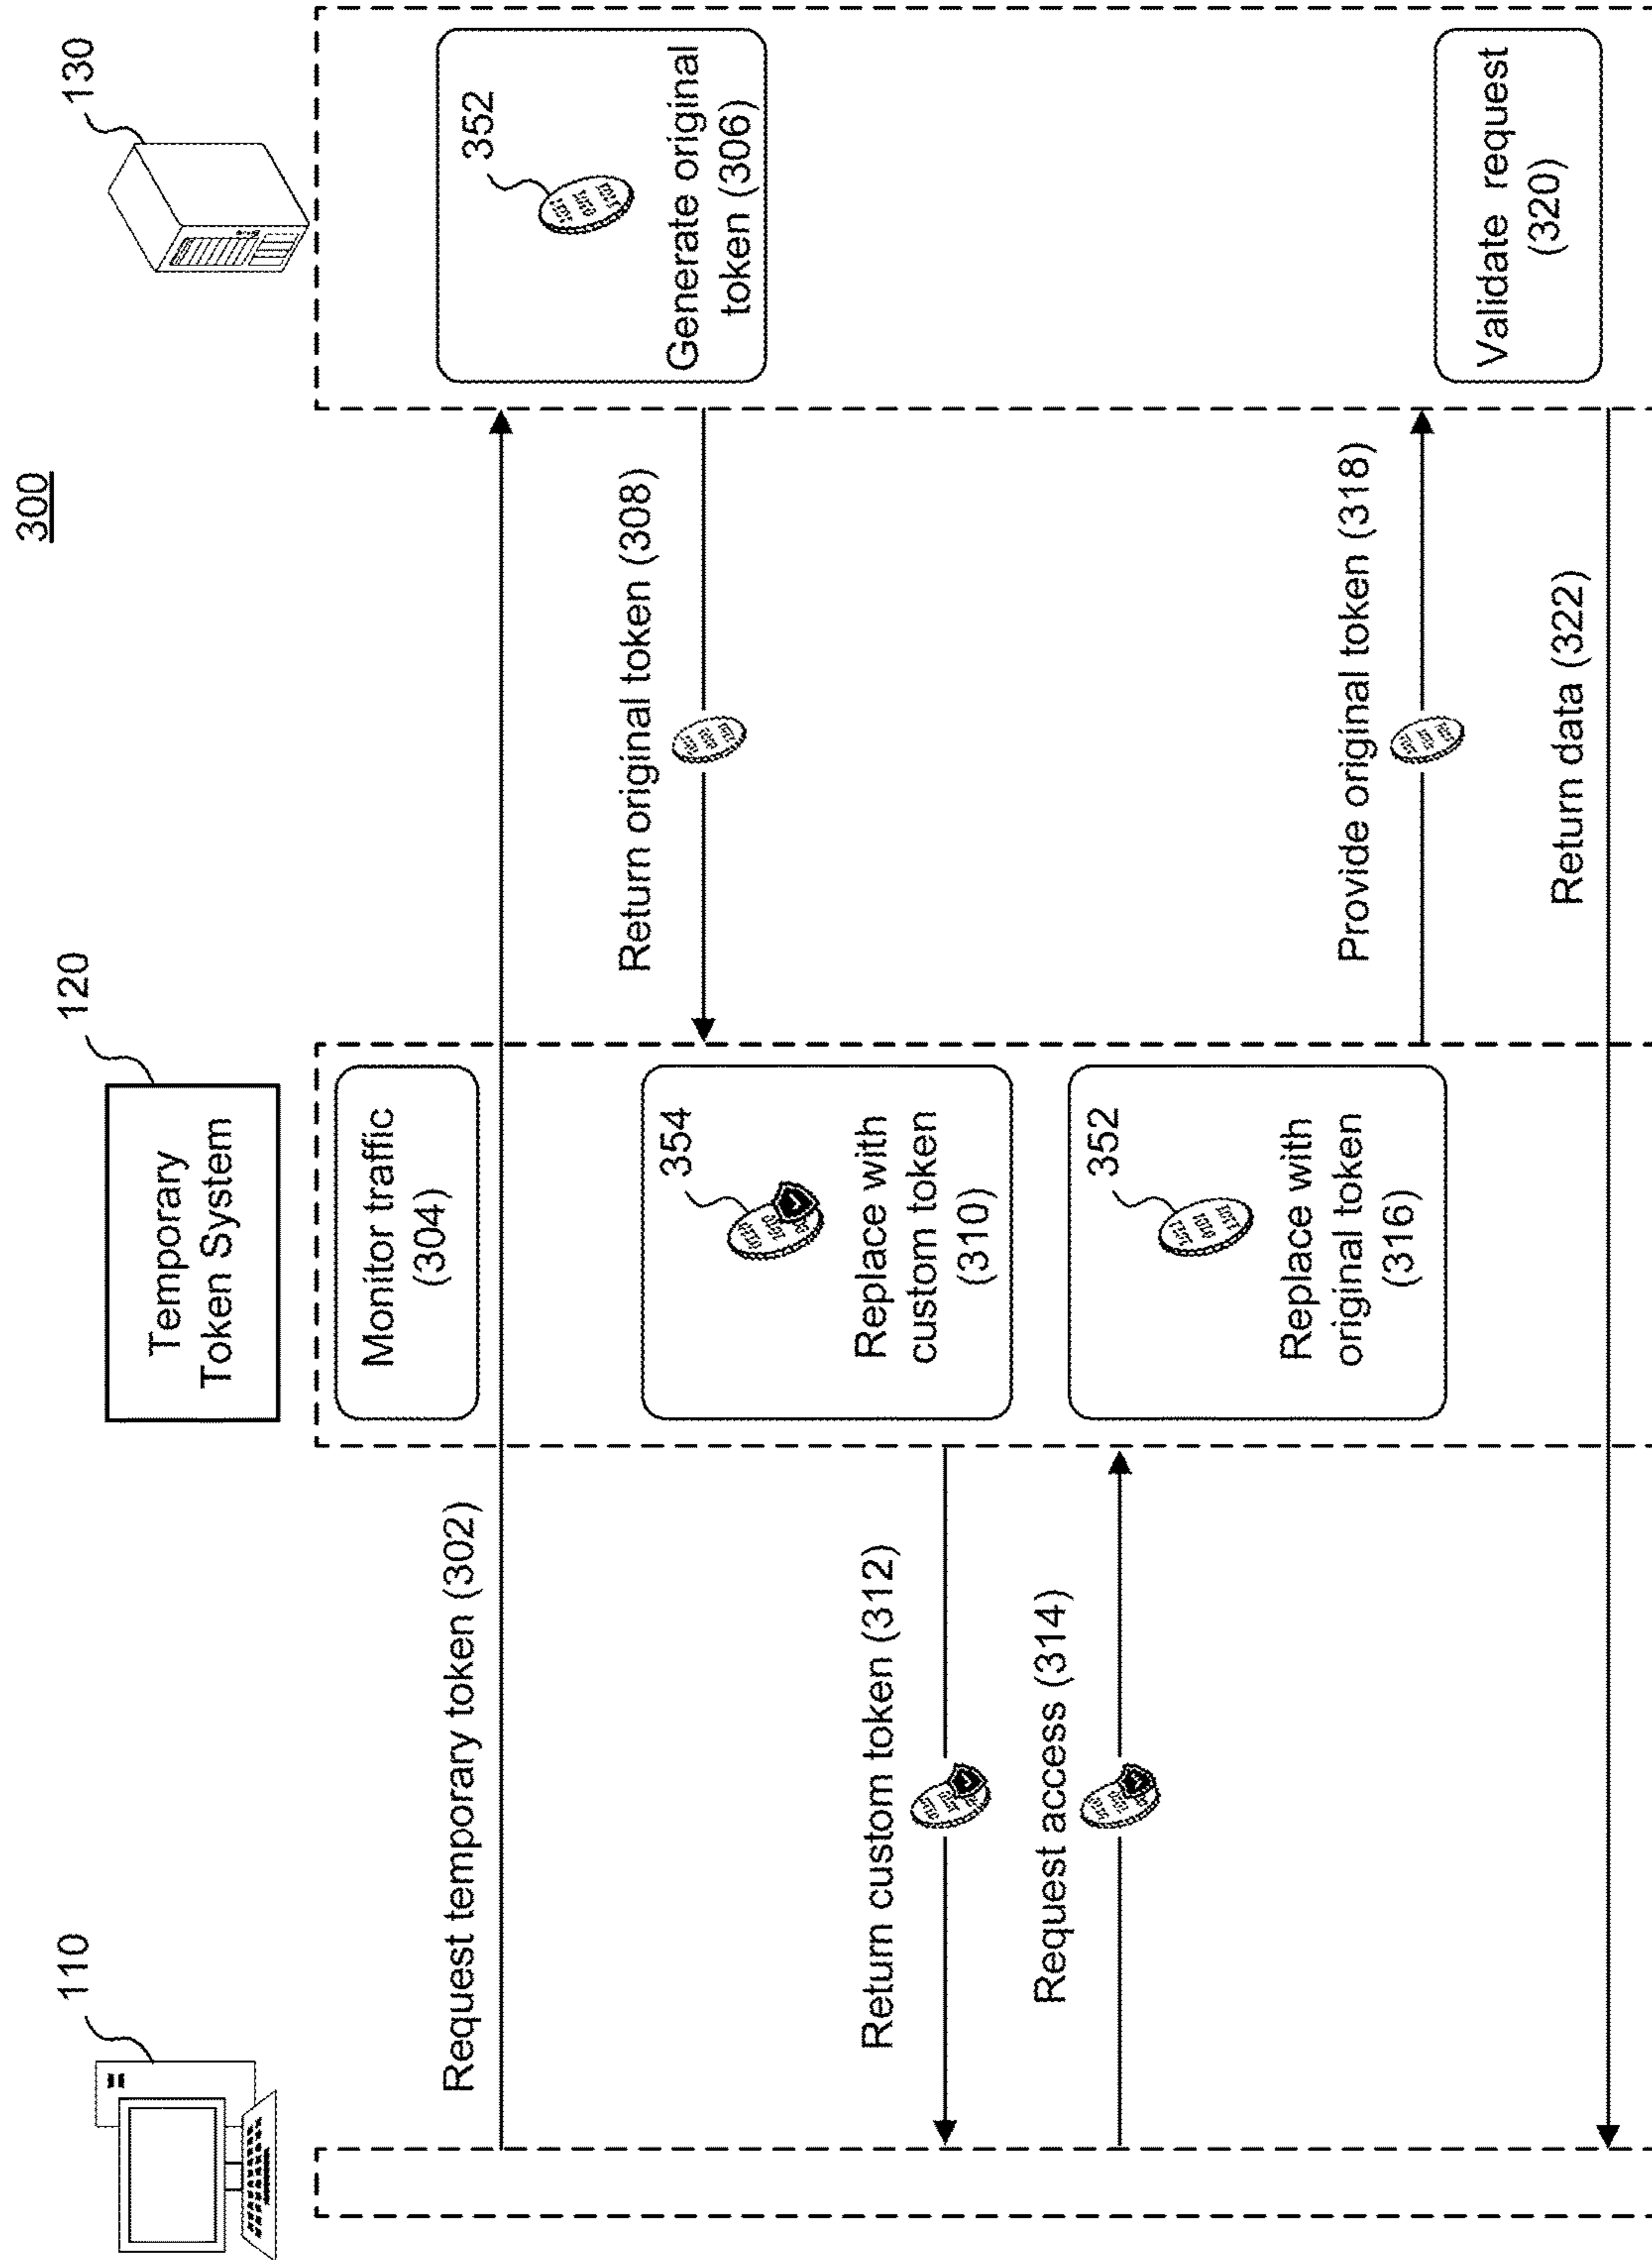 300
110
120
130
Temporary
Token System
Monitor traffic
(304)
Request temporary token (302)
352
Generate original
token (306)
Return original token (308)
354
Replace with
custom token
(310)
Return custom token (312)
Request access (314)
352
Replace with
original token
(316)
Provide original token (318)
Validate request
(320)
Return data (322)